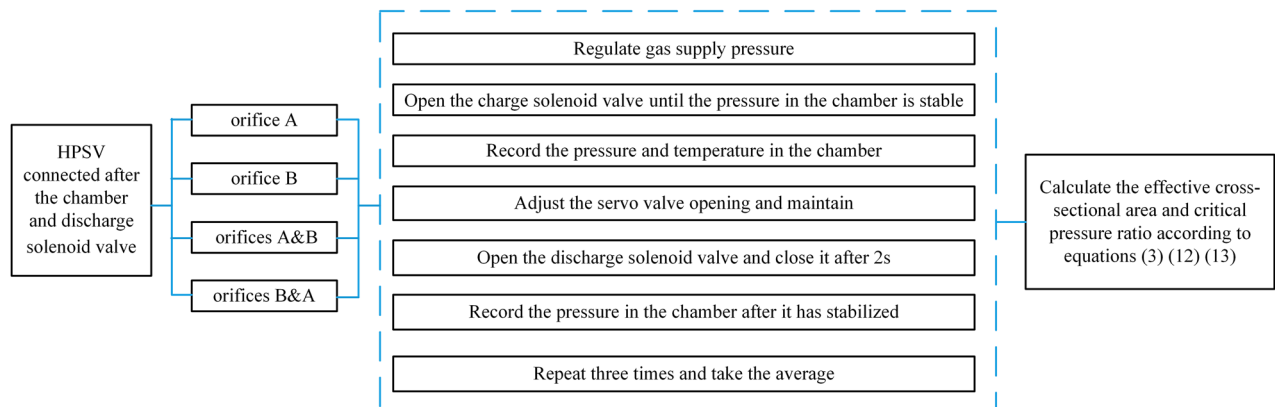 HPSV
connected after
the chamber
and discharge
solenoid valve
orifice A
orifice B
orifices A&B
orifices B&A
Regulate gas supply pressure
Open the charge solenoid valve until the pressure in the chamber is stable
Record the pressure and temperature in the chamber
Adjust the servo valve opening and maintain
Open the discharge solenoid valve and close it after 2s
Record the pressure in the chamber after it has stabilized
Repeat three times and take the average
Calculate the effective cross-
sectional area and critical
pressure ratio according to
equations (3) (12) (13)